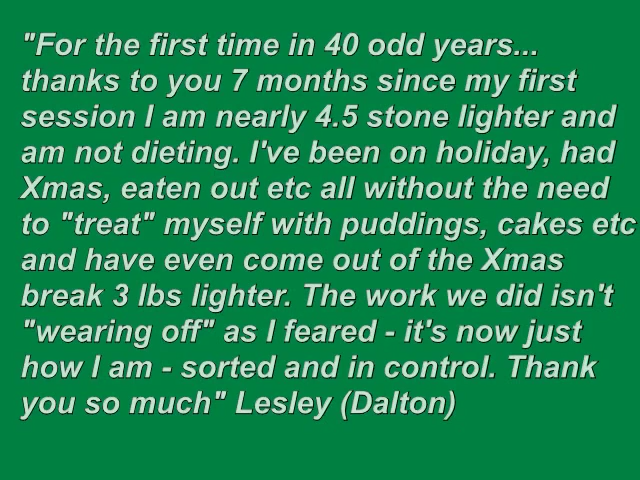 "For the first time in 40 odd years...
thanks to you 7 months since my first
session I am nearly 4.5 stone lighter and
am not dieting. I've been on holiday, had
Xmas, eaten out etc all without the need
to "treat" myself with puddings, cakes etc
and have even come out of the Xmas
break 3 lbs lighter. The work we did isn't
"wearing off" as I feared - it's now just
how I am - sorted and in control. Thank
you so much" Lesley (Dalton)